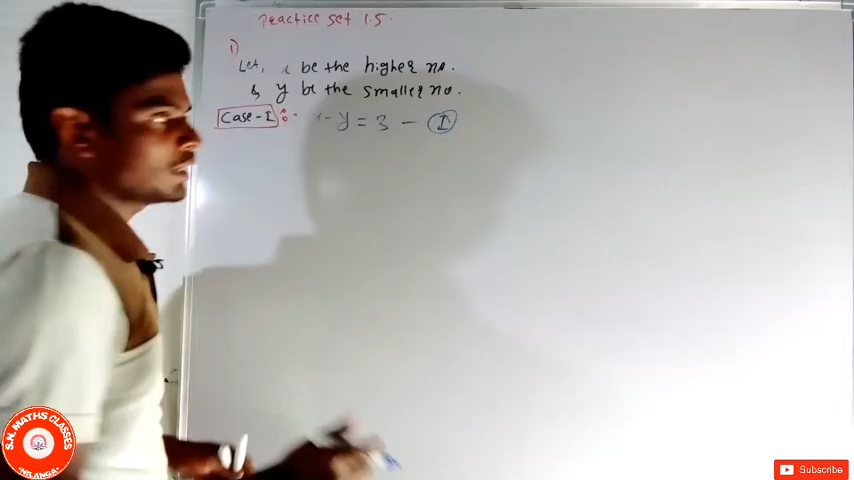 Practice set 1.5.
1)
Let, x be the higher no.
& y be the smaller no.
Case-I : x-y = 3 — I
S.N. MATHS CLASSES
"NILANGA"
Subscribe